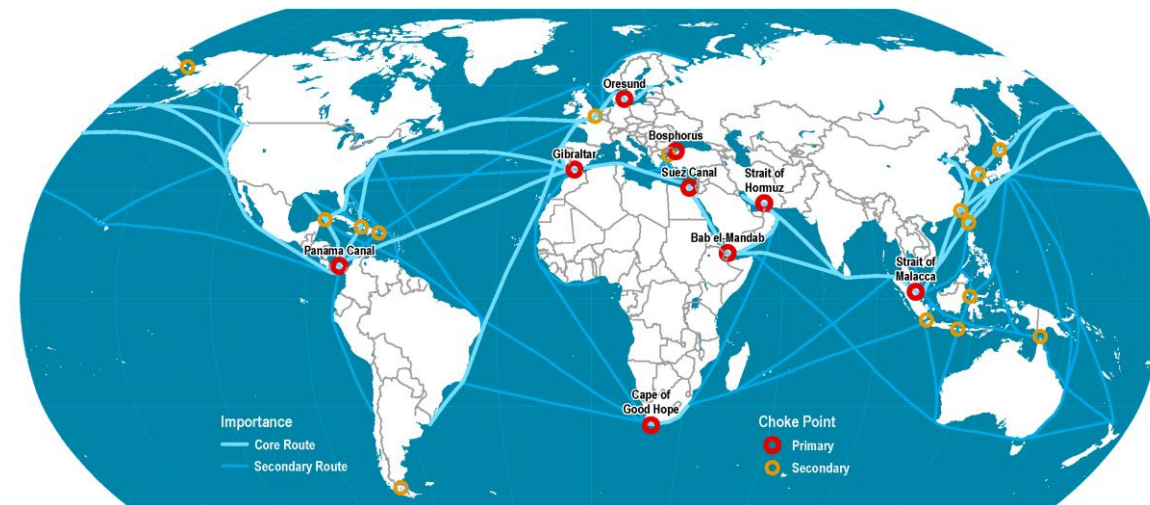 Oresund
Bosphorus
Gibraltar
Suez Canal
Strait of
Hormuz
Bab el-Mandab
Panama Canal
Strait of
Malacca
Cape of
Good Hope
Importance
Core Route
Secondary Route
Choke Point
Primary
Secondary